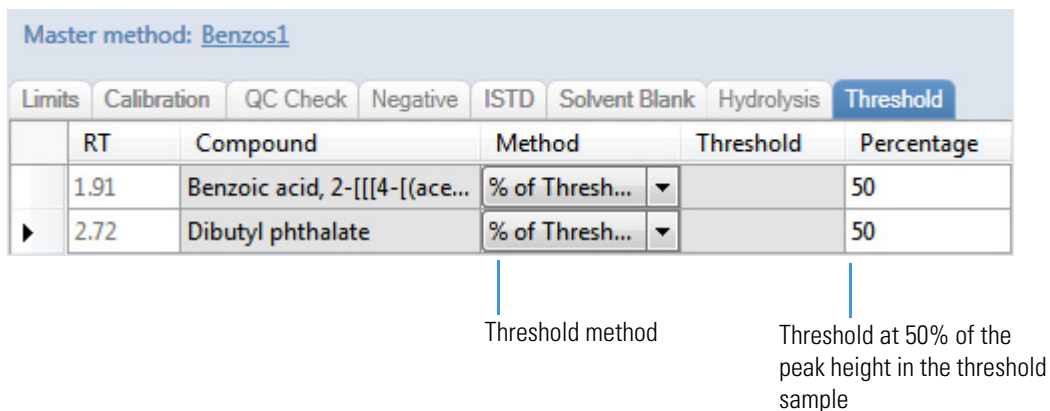 Master method: Benzos1
Limits Calibration QC Check Negative ISTD Solvent Blank Hydrolysis Threshold
RT Compound Method Threshold Percentage
1.91 Benzoic acid, 2-[[[4-[(ace... % of Thresh... 50
2.72 Dibutyl phthalate % of Thresh... 50
Threshold method
Threshold at 50% of the
peak height in the threshold
sample